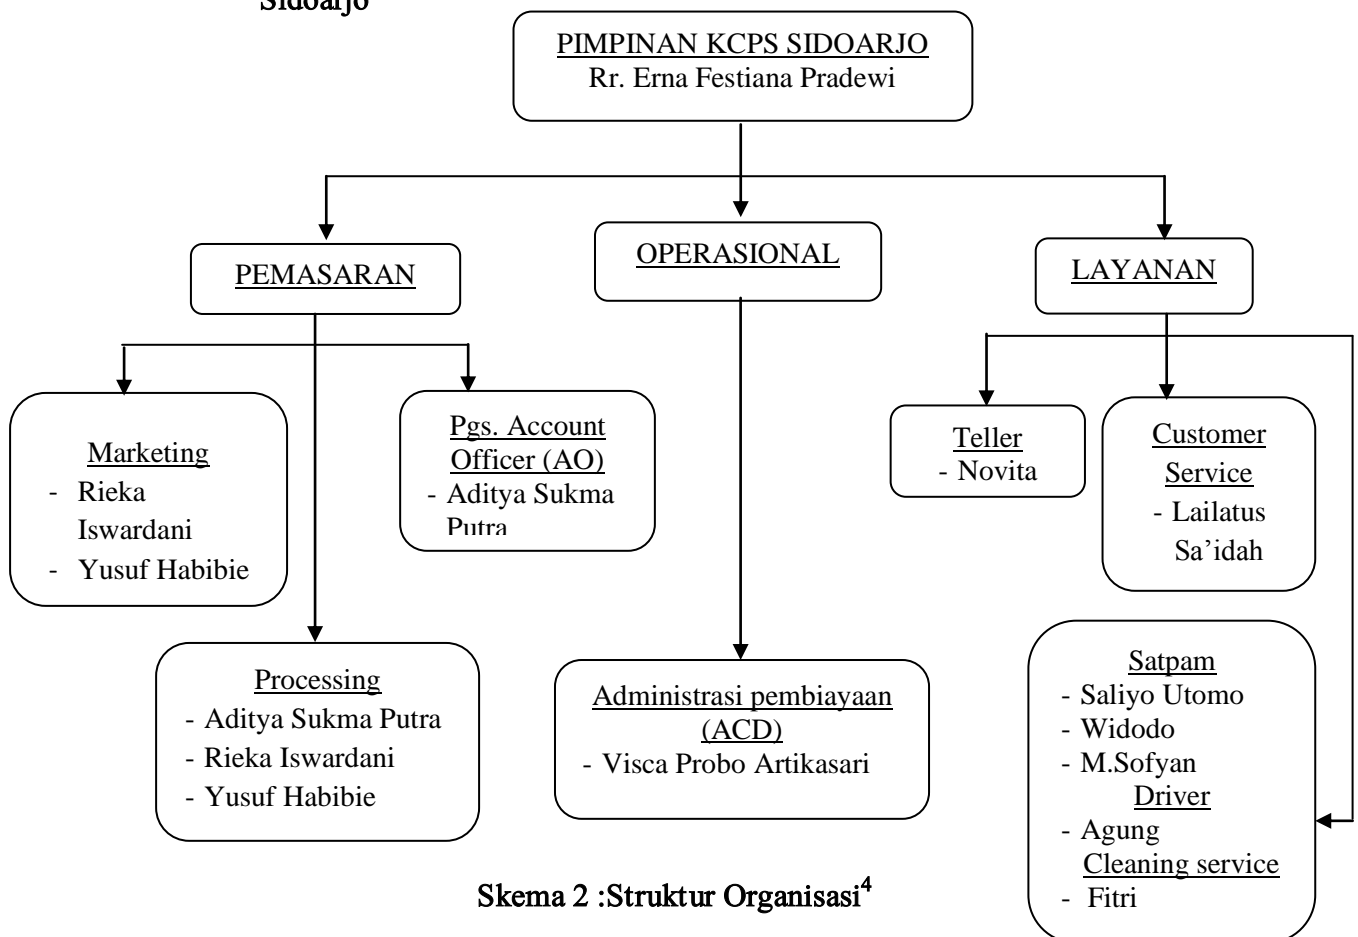 Sidoarjo
PIMPINAN KCPS SIDOARJO
Rr. Erna Festiana Pradewi
PEMASARAN
OPERASIONAL
LAYANAN
Marketing
- Rieka
Iswardani
- Yusuf Habibie
Pgs. Account
Officer (AO)
- Aditya Sukma
Putra
Teller
- Novita
Customer
Service
- Lailatus
Sa’idah
Processing
- Aditya Sukma Putra
- Rieka Iswardani
- Yusuf Habibie
Administrasi pembiayaan
(ACD)
- Visca Probo Artikasari
Satpam
- Saliyo Utomo
- Widodo
- M.Sofyan
Driver
- Agung
Cleaning service
- Fitri
Skema 2 :Struktur Organisasi⁴